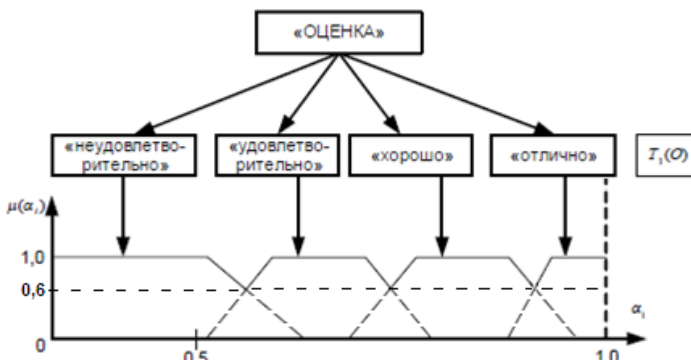 «ОЦЕНКА»
«неудовлетво-
рительно»
«удовлетво-
рительно»
«хорошо»
«отлично»
T₁(O)
μ(αᵢ)
1,0
0,6
0
0.5
1.0
αᵢ